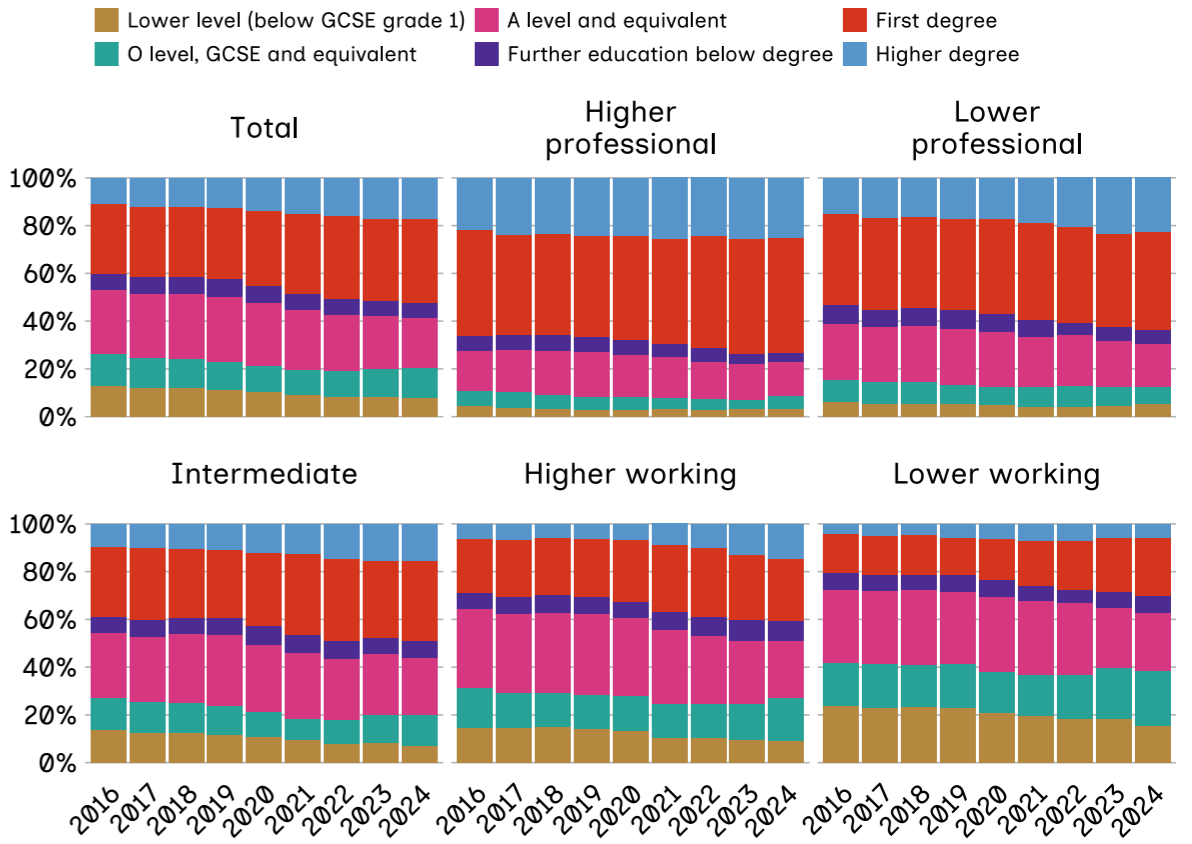 Lower level (below GCSE grade 1)
A level and equivalent
First degree
O level, GCSE and equivalent
Further education below degree
Higher degree
Total
Higher
professional
Lower
professional
100%
80%
60%
40%
20%
0%
Intermediate
Higher working
Lower working
100%
80%
60%
40%
20%
0%
2016
2017
2018
2019
2020
2021
2022
2023
2024
2016
2017
2018
2019
2020
2021
2022
2023
2024
2016
2017
2018
2019
2020
2021
2022
2023
2024